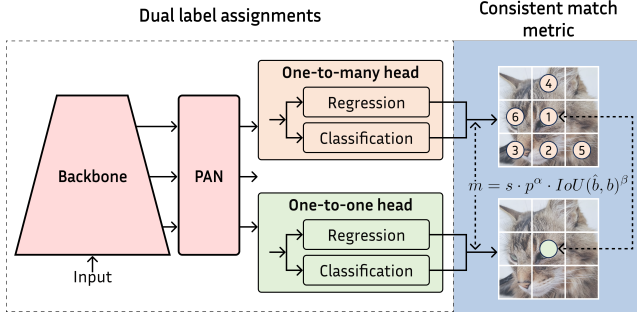 Dual label assignments
Consistent match
metric
Backbone
Input
PAN
One-to-many head
Regression
Classification
One-to-one head
Regression
Classification
4
6 1
3 2 5
m = s · p^α · IoU(b̂, b)^β